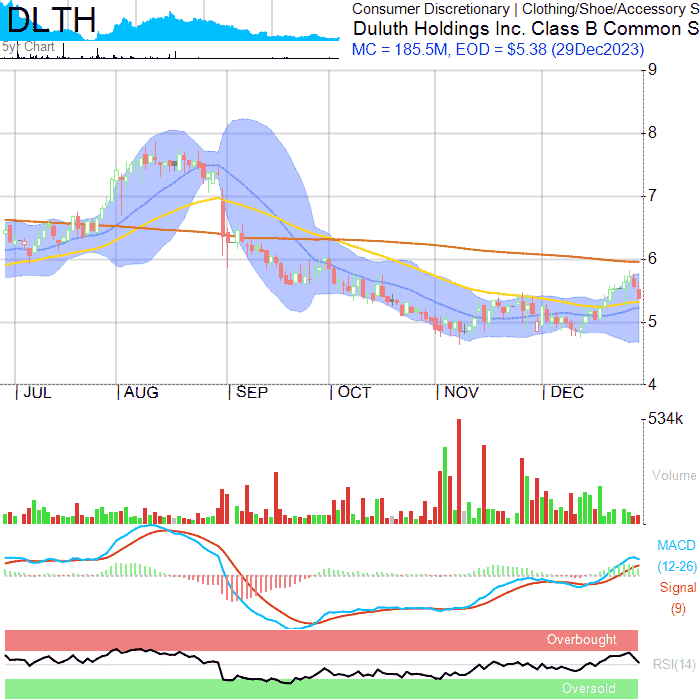 DLTH
5yr Chart
Consumer Discretionary | Clothing/Shoe/Accessory S
Duluth Holdings Inc. Class B Common S
MC = 185.5M, EOD = $5.38 (29Dec2023)
9
8
7
6
5
4
JUL AUG SEP OCT NOV DEC
534k
Volume
MACD
(12-26)
Signal
(9)
Overbought
RSI(14)
Oversold